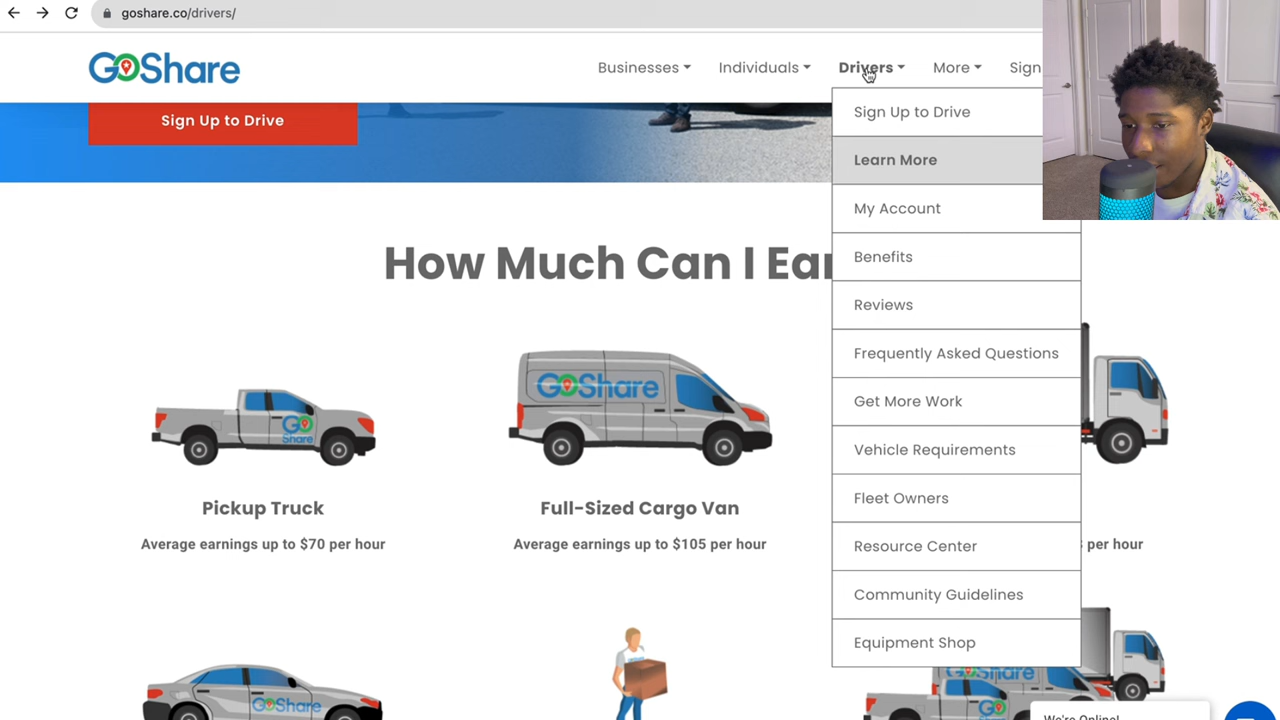 goshare.co/drivers/
GoShare
Businesses
Individuals
Drivers
More
Sign
Sign Up to Drive
Sign Up to Drive
Learn More
My Account
Benefits
Reviews
Frequently Asked Questions
Get More Work
Vehicle Requirements
Fleet Owners
Resource Center
Community Guidelines
Equipment Shop
How Much Can I Ear
GoShare
GoShare
Pickup Truck
Full-Sized Cargo Van
Average earnings up to $70 per hour
Average earnings up to $105 per hour
per hour
GoShare
GoShare
GO
We're Online!